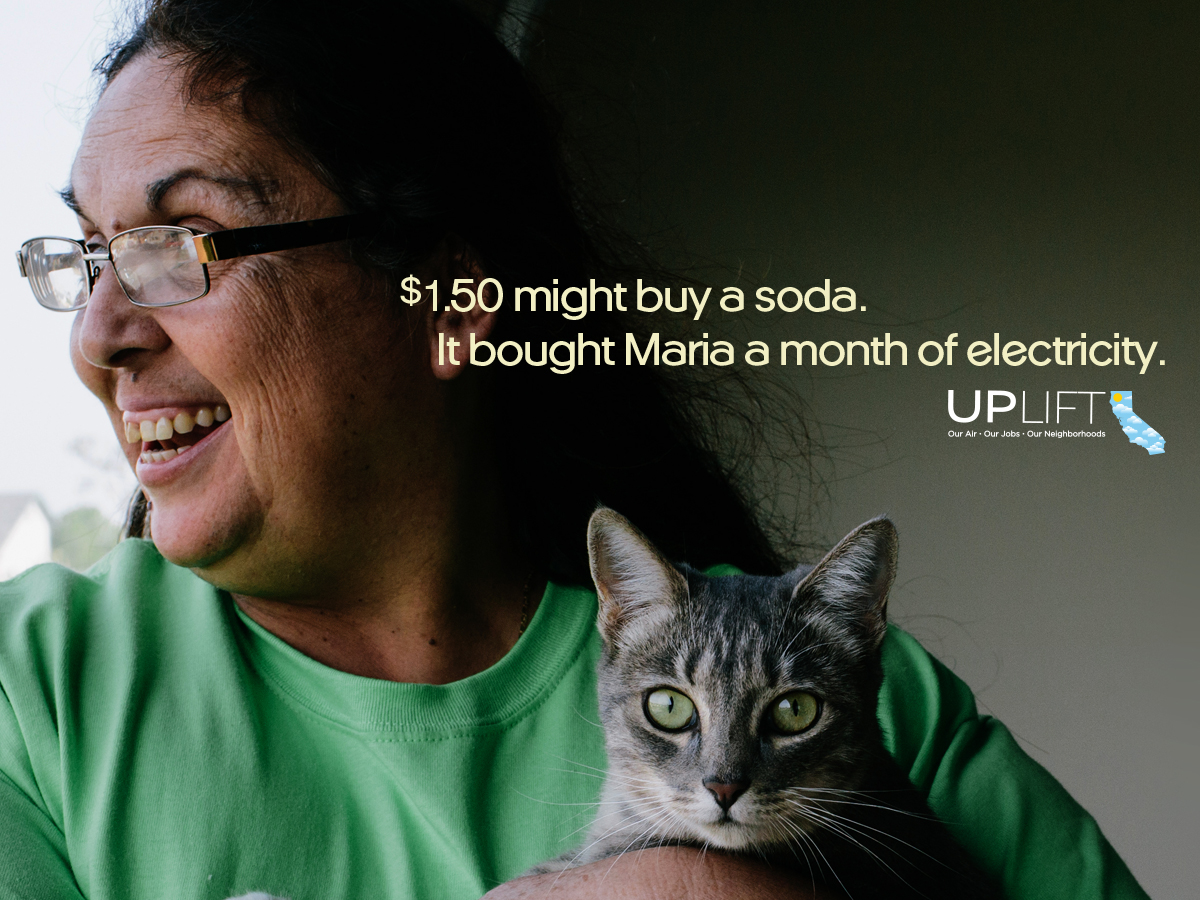 $1.50 might buy a soda.
It bought Maria a month of electricity.
UPLIFT
Our Air · Our Jobs · Our Neighborhoods